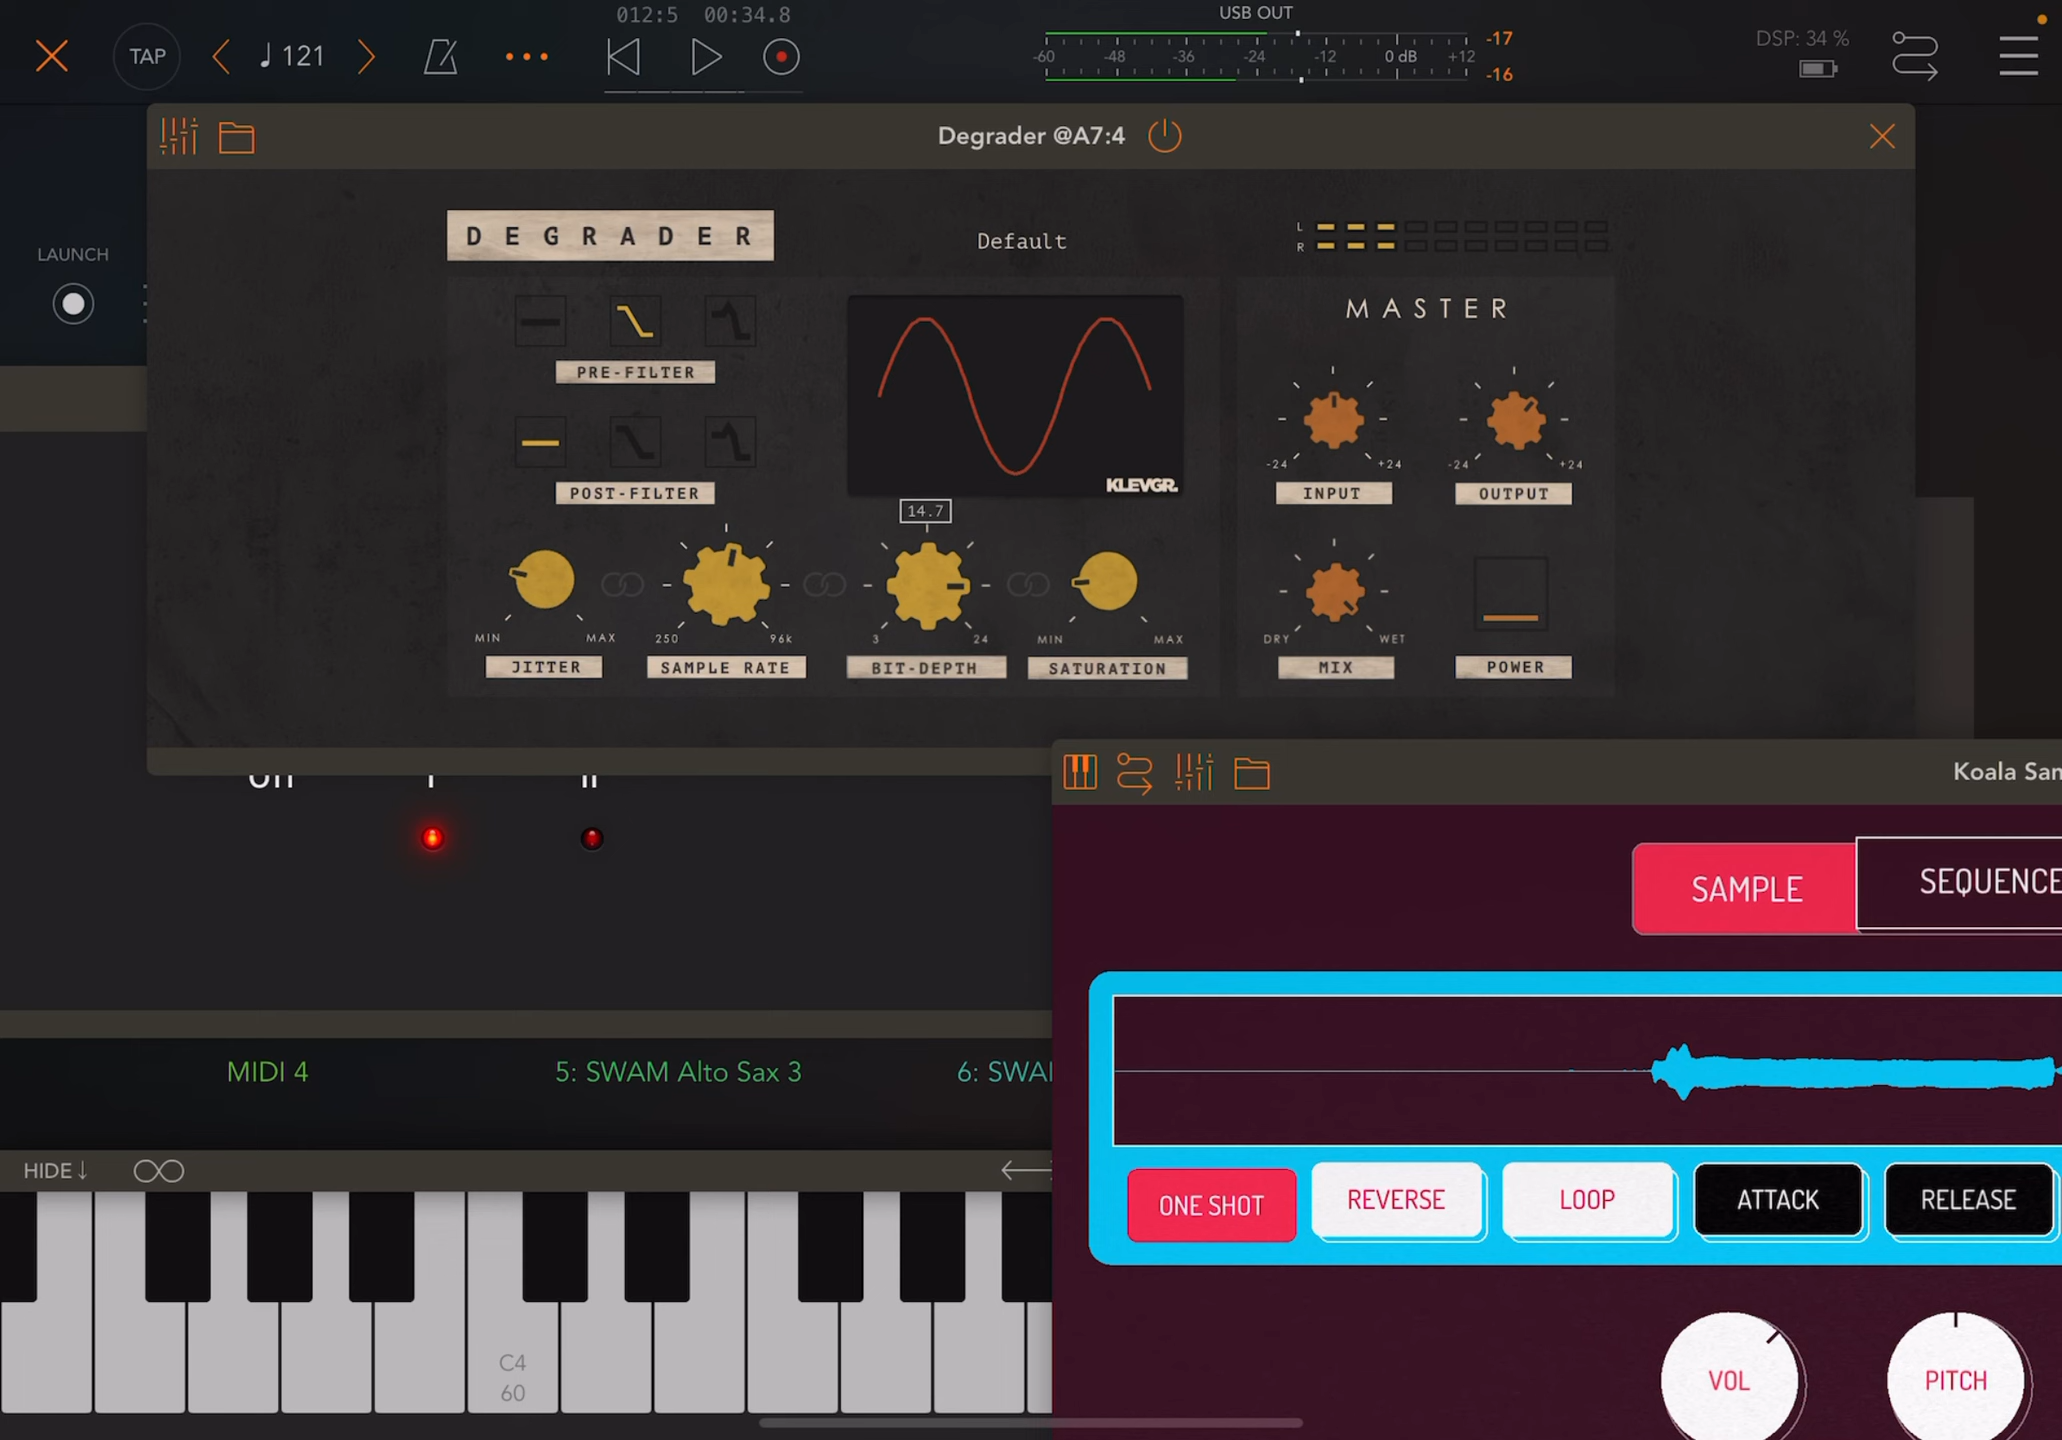 012:5 00:34.8
USB OUT
TAP
♩121
-60 -48 -36 -24 -12 0 dB +12
-17
-16
DSP: 34 %
Degrader @A7:4
LAUNCH
DEGRADER
Default
L
R
MASTER
PRE-FILTER
POST-FILTER
KLEVGR.
-24 +24
INPUT
-24 +24
OUTPUT
14.7
MIN MAX
JITTER
250 96k
SAMPLE RATE
3 24
BIT-DEPTH
MIN MAX
SATURATION
DRY WET
MIX
POWER
Koala Sam
SAMPLE
SEQUENCE
MIDI 4
5: SWAM Alto Sax 3
6: SWA
HIDE↓
ONE SHOT
REVERSE
LOOP
ATTACK
RELEASE
C4
60
VOL
PITCH